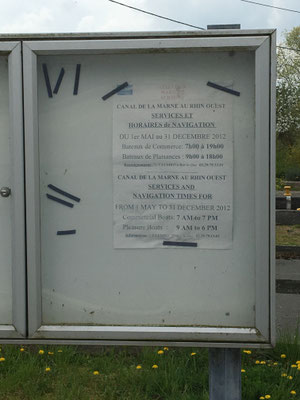 CANAL DE LA MARNE AU RHIN OUEST
SERVICES ET
HORAIRES de NAVIGATION
DU 1er MAI au 31 DECEMBRE 2012
Bateaux de Commerce: 7h00 à 19h00
Bateaux de Plaisances: 9h00 à 18h00
CANAL DE LA MARNE AU RHIN OUEST
SERVICES AND
NAVIGATION TIMES FOR
FROM 1 MAY TO 31 DECEMBER 2012
Commercial Boats: 7 AM to 7 PM
Pleasure Boats: 9 AM to 6 PM